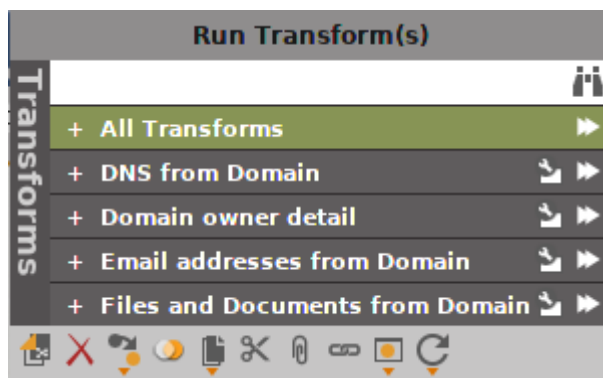 Run Transform(s)
Transforms
+ All Transforms
+ DNS from Domain
+ Domain owner detail
+ Email addresses from Domain
+ Files and Documents from Domain